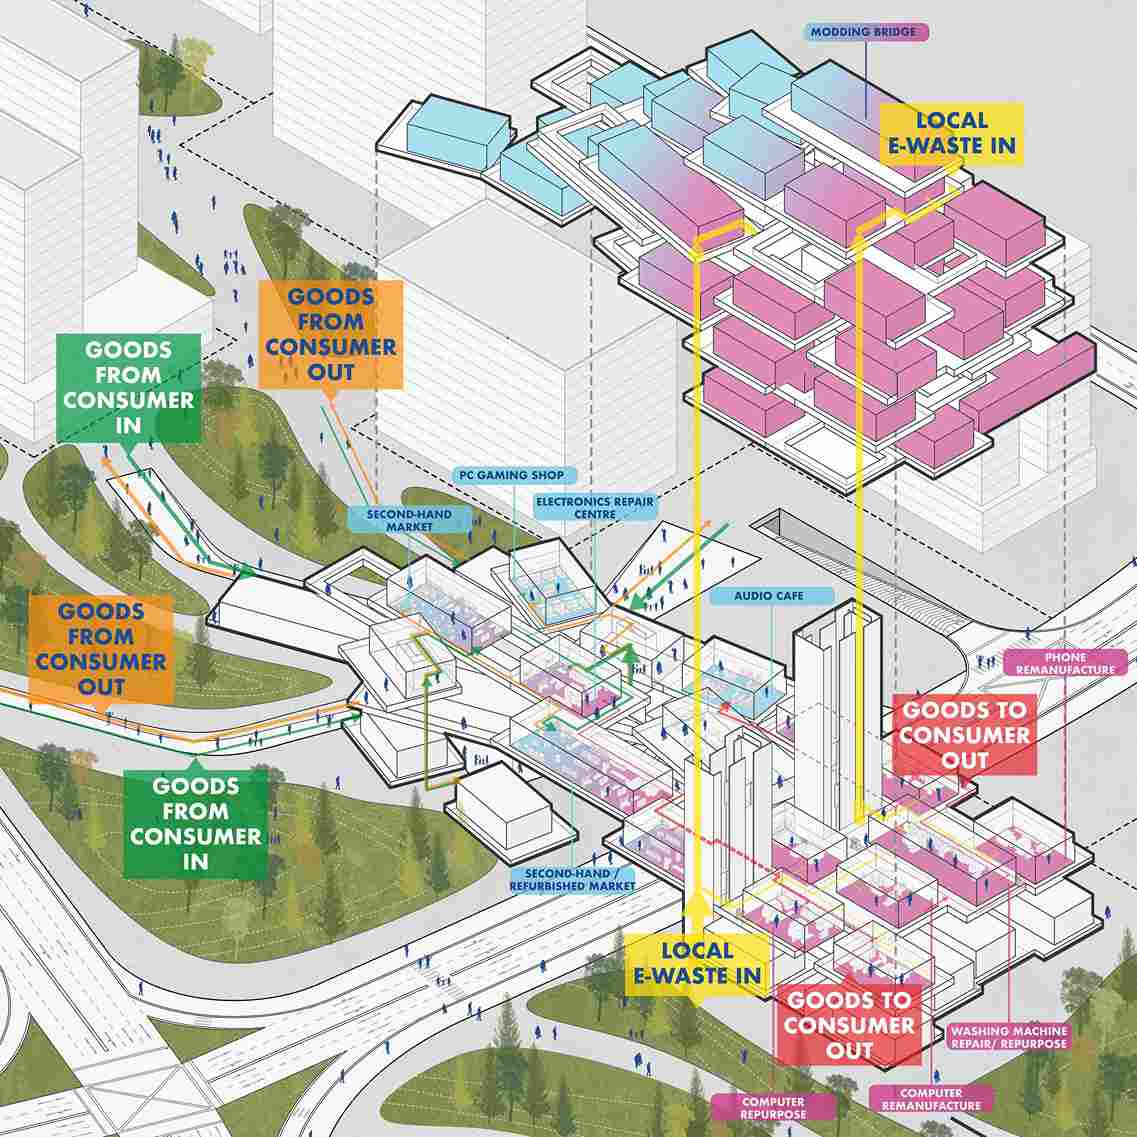 MODDING BRIDGE
LOCAL
E-WASTE IN
GOODS
FROM
CONSUMER
OUT
GOODS
FROM
CONSUMER
IN
PC GAMING SHOP
ELECTRONICS REPAIR
CENTRE
SECOND-HAND
MARKET
AUDIO CAFE
GOODS
FROM
CONSUMER
OUT
PHONE
REMANUFACTURE
GOODS TO
CONSUMER
OUT
GOODS
FROM
CONSUMER
IN
SECOND-HAND /
REFURBISHED MARKET
LOCAL
E-WASTE IN
GOODS TO
CONSUMER
OUT
WASHING MACHINE
REPAIR/ REPURPOSE
COMPUTER
REPURPOSE
COMPUTER
REMANUFACTURE